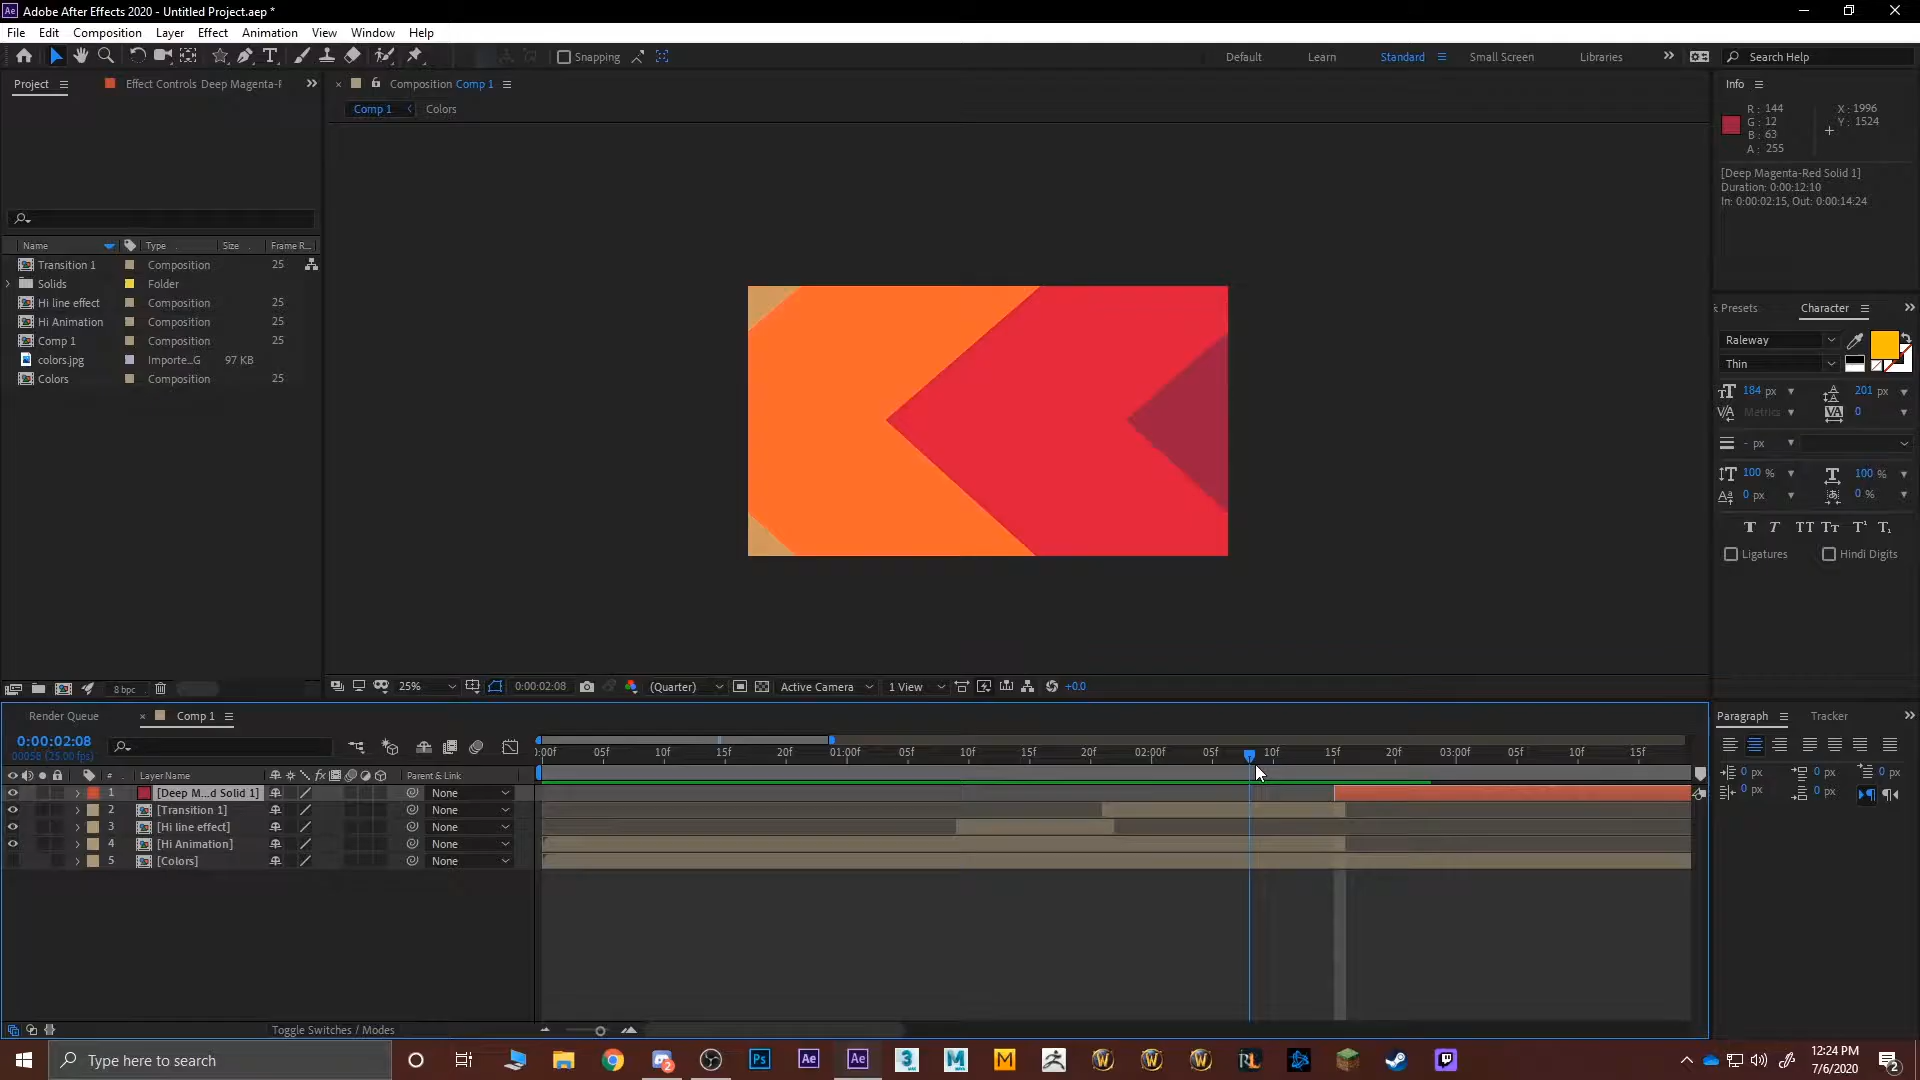 Adobe After Effects 2020 - Untitled Project.aep *
File Edit Composition Layer Effect Animation View Window Help
Snapping Default Learn Standard Small Screen Libraries Search Help
Project Effect Controls Deep Magenta-F
Composition Comp 1
Comp 1 Colors
Info
R: 144 X: 1996
G: 12 Y: 1524
B: 63
A: 255
[Deep Magenta-Red Solid 1]
Duration: 0:00:12:10
In: 0:00:02:15, Out: 0:00:14:24
Name Type Size Frame R...
Transition 1 Composition 25
Solids Folder
Hi line effect Composition 25
Hi Animation Composition 25
Comp 1 Composition 25
colors.jpg Importe...G 97 KB
Colors Composition 25
Presets Character
Raleway
Thin
184 px 201 px
Metrics 0
- px
100 % 100 %
0 px 0 %
Ligatures Hindi Digits
8 bpc
25% 0:00:02:08 (Quarter) Active Camera 1 View +0.0
Render Queue Comp 1
0:00:02:08
00058 (25.00 fps)
:00f 05f 10f 15f 20f 01:00f 05f 10f 15f 20f 02:00f 05f 10f 15f 20f 03:00f 05f 10f 15f
# Layer Name fx Parent & Link
1 [Deep M...d Solid 1] None
2 [Transition 1] None
3 [Hi line effect] None
4 [Hi Animation] None
5 [Colors] None
Toggle Switches / Modes
Paragraph Tracker
0 px 0 px 0 px
0 px 0 px
Type here to search
12:24 PM
7/6/2020